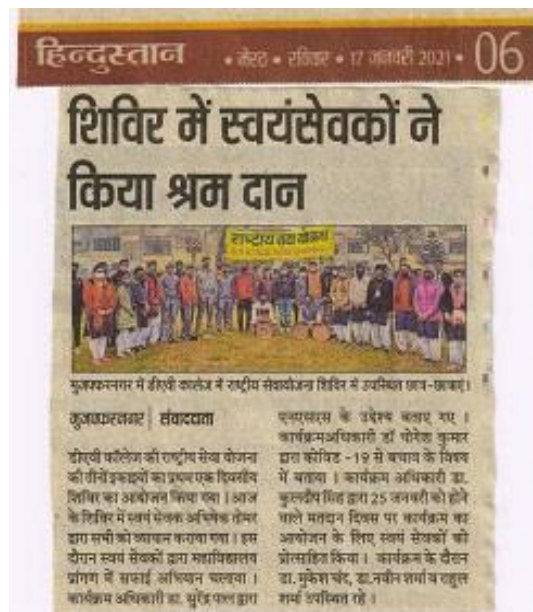 हिन्दुस्तान • मेरठ • रविवार • 17 जनवरी 2021 • 06
शिविर में स्वयंसेवकों ने
किया श्रम दान
राष्ट्रीय सेवा योजना
मुजफ्फरनगर में डीएवी कालेज में राष्ट्रीय सेवायोजना शिविर में उपस्थित छात्र-छात्राएं।
मुजफ्फरनगर | संवाददाता
डीएवी कॉलेज की राष्ट्रीय सेवा योजना
की तीनों इकाइयों का प्रथम एक दिवसीय
शिविर का आयोजन किया गया। आज
के शिविर में स्वयं सेवक अभिषेक तोमर
द्वारा सभी को व्यायाम कराया गया। इस
दौरान स्वयं सेवकों द्वारा महाविद्यालय
प्रांगण में सफाई अभियान चलाया।
कार्यक्रम अधिकारी डा. सुरेंद्र पाल द्वारा
एनएसएस के उद्देश्य बताए गए।
कार्यक्रमअधिकारी डॉ योगेश कुमार
द्वारा कोविड -19 से बचाव के विषय
में बताया। कार्यक्रम अधिकारी डा.
कुलदीप सिंह द्वारा 25 जनवरी को होने
वाले मतदान दिवस पर कार्यक्रम का
आयोजन के लिए स्वयं सेवकों को
प्रोत्साहित किया। कार्यक्रम के दौरान
डा. मुकेश चंद, डा.नवीन शर्मा व राहुल
शर्मा उपस्थित रहे।